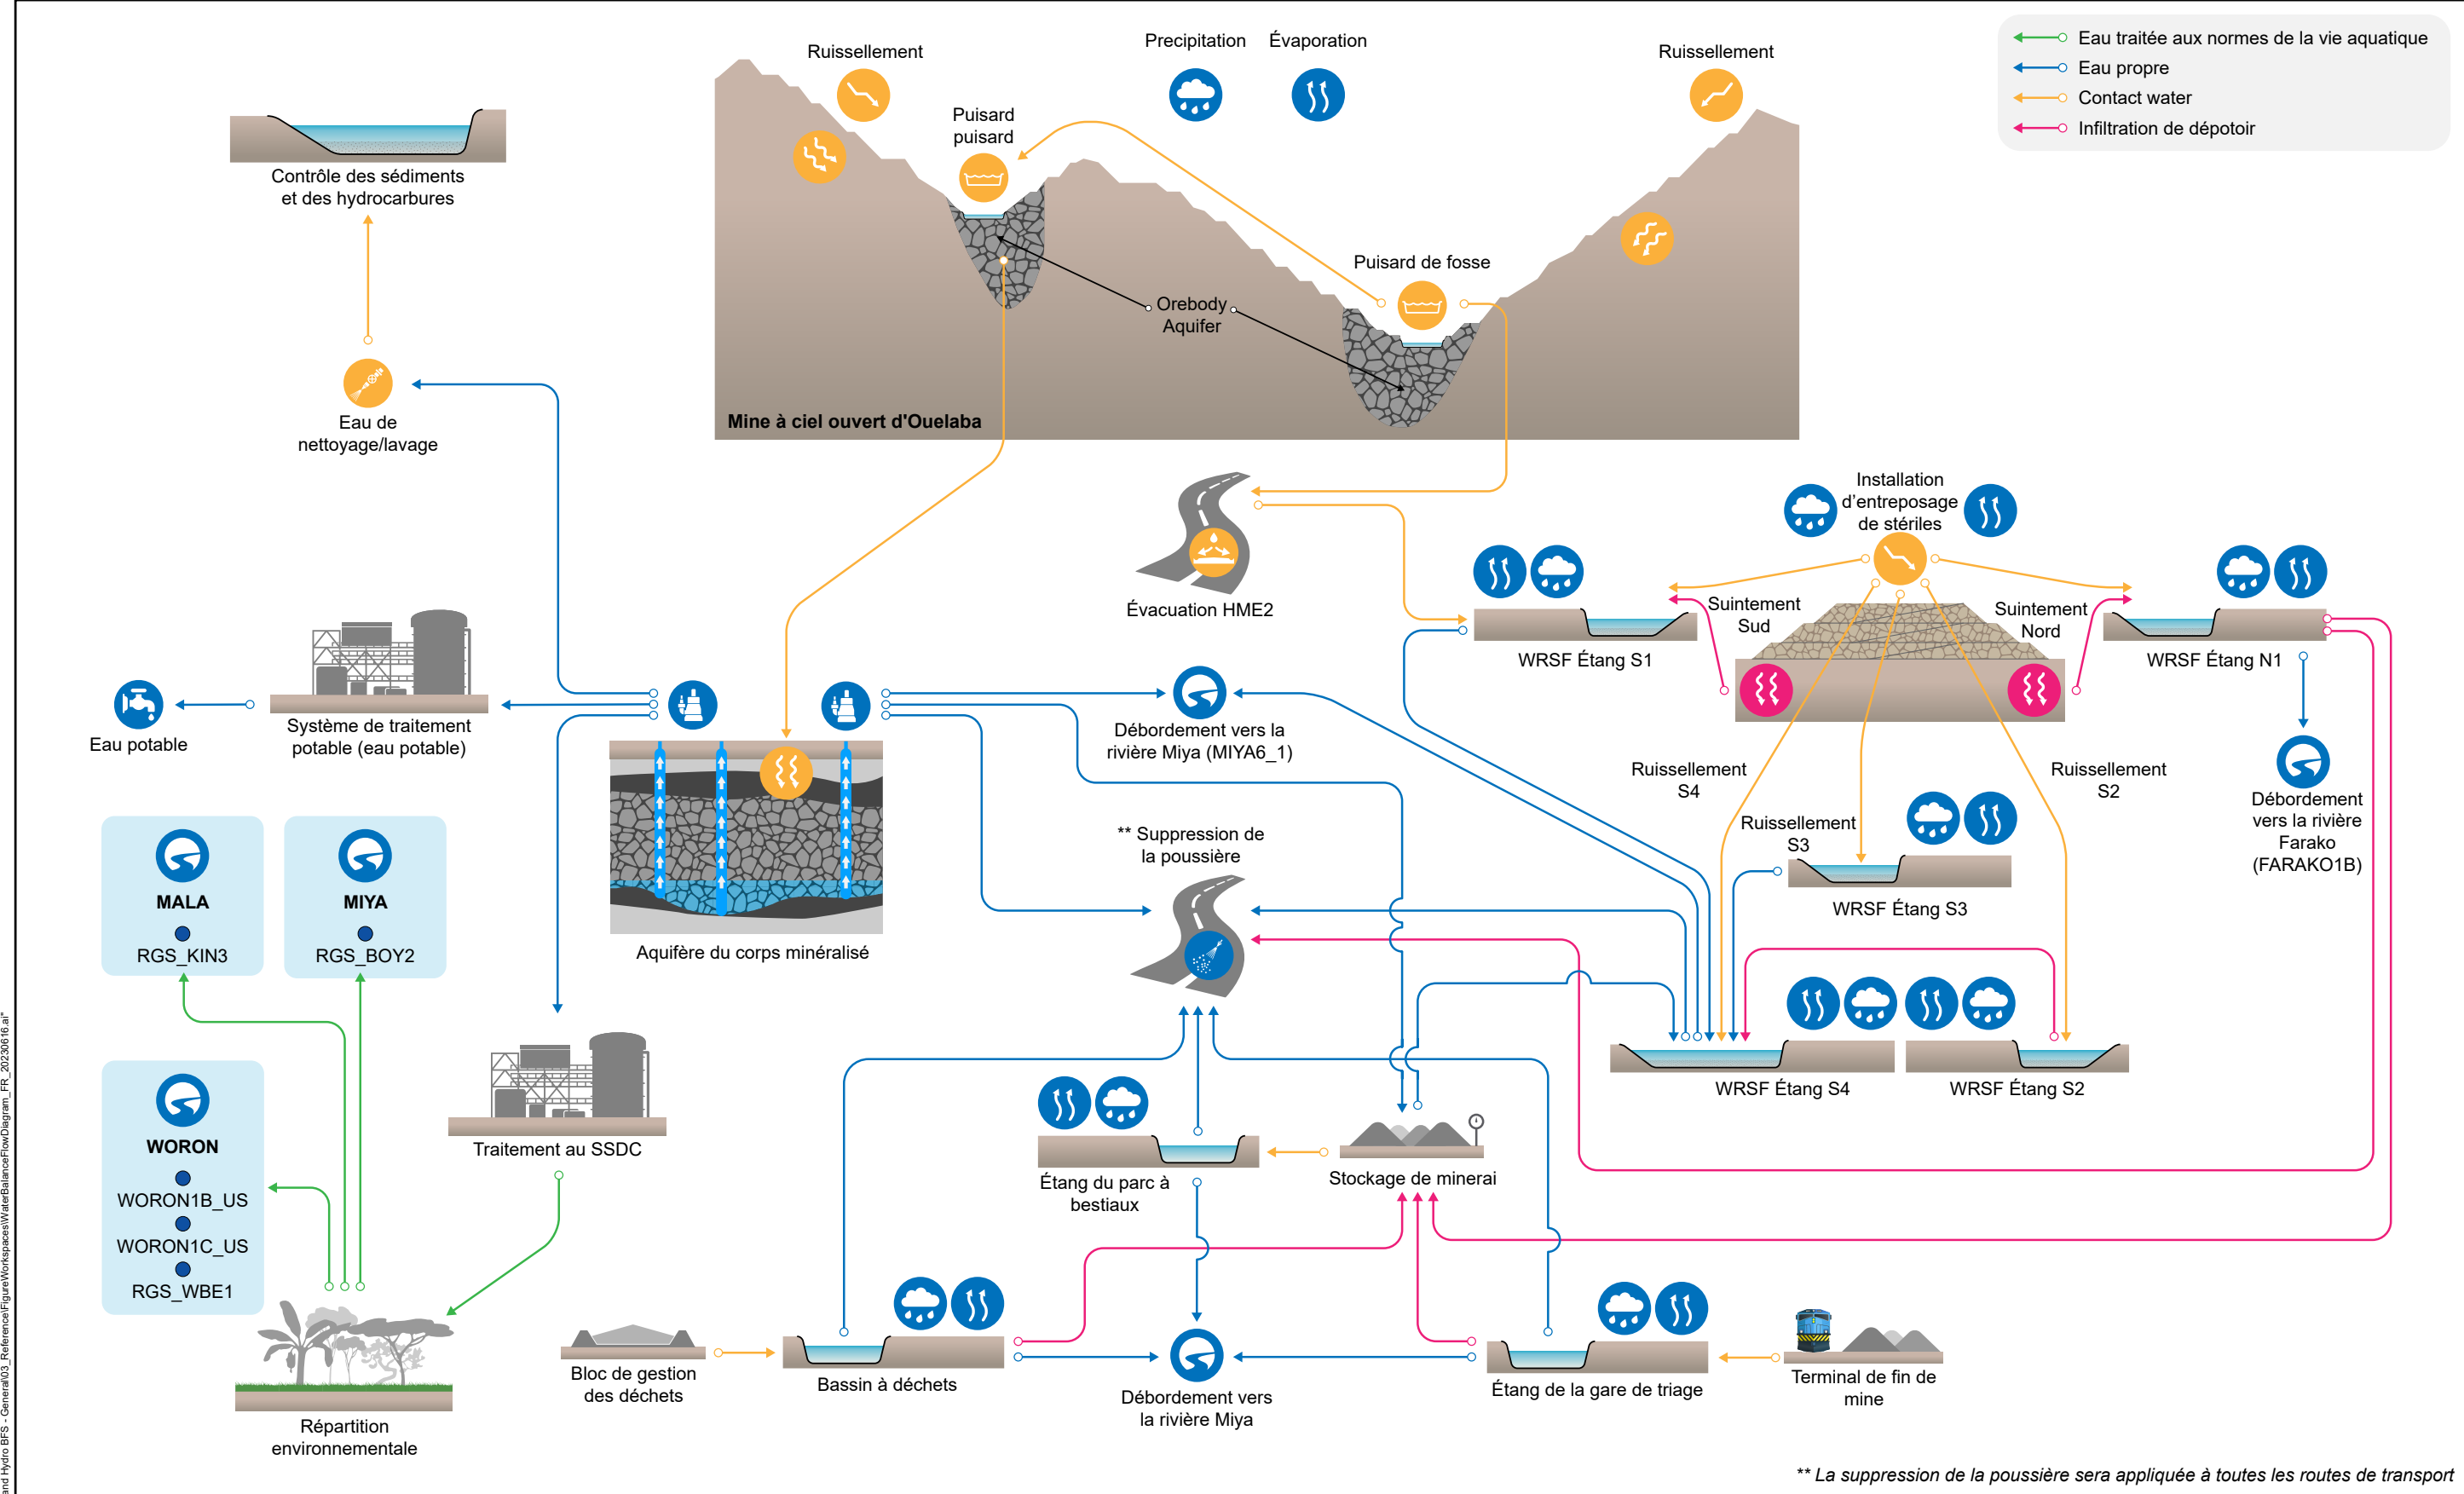 Eau traitée aux normes de la vie aquatique
Eau propre
Contact water
Infiltration de dépotoir
Ruissellement
Precipitation
Évaporation
Ruissellement
Puisard
puisard
Contrôle des sédiments
et des hydrocarbures
Puisard de fosse
Orebody
Aquifer
Mine à ciel ouvert d'Ouelaba
Eau de
nettoyage/lavage
Installation
d'entreposage
de stériles
Évacuation HME2
Suintement
Sud
Suintement
Nord
WRSF Étang S1
WRSF Étang N1
Système de traitement
potable (eau potable)
Eau potable
Débordement vers la
rivière Miya (MIYA6_1)
Ruissellement
S4
Ruissellement
S2
Débordement
vers la rivière
Farako
(FARAKO1B)
** Suppression de
la poussière
Ruissellement
S3
MALA
RGS_KIN3
MIYA
RGS_BOY2
Aquifère du corps minéralisé
WRSF Étang S3
WRSF Étang S4
WRSF Étang S2
WORON
WORON1B_US
WORON1C_US
RGS_WBE1
Traitement au SSDC
Étang du parc à
bestiaux
Stockage de minerai
Bloc de gestion
des déchets
Bassin à déchets
Débordement vers
la rivière Miya
Étang de la gare de triage
Terminal de fin de
mine
Répartition
environnementale
** La suppression de la poussière sera appliquée à toutes les routes de transport
and Hydro BFS - General\03_Reference\FigureWorkspaces\WaterBalanceFlowDiagram_FR_20230616.ai"